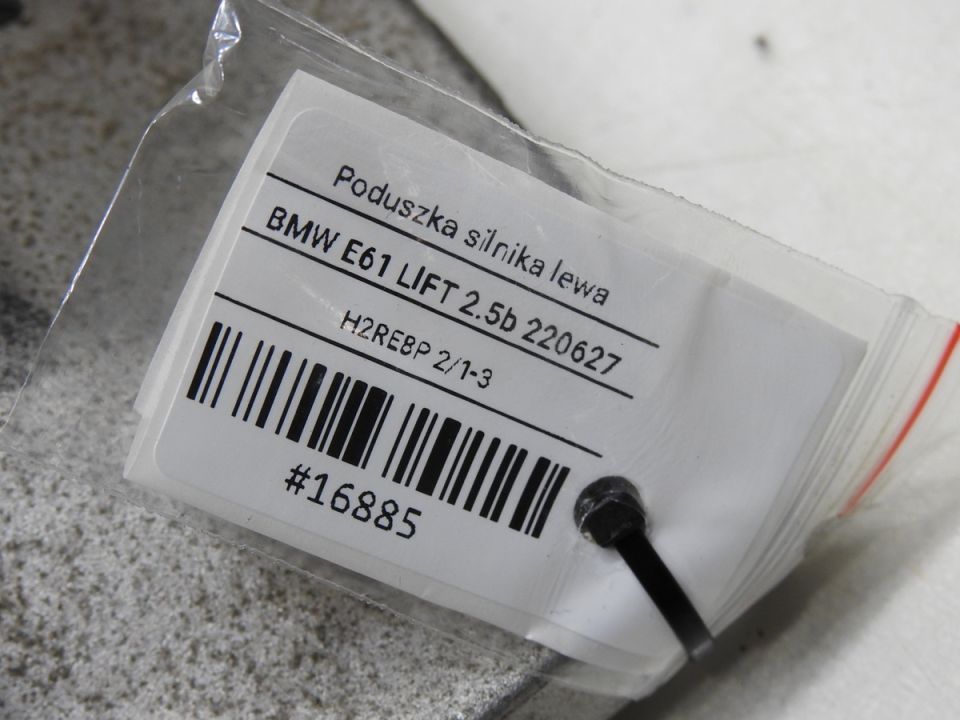 Poduszka silnika lewa
BMW E61 LIFT 2.5b 220627
H2RE8P 2/1-3
#16885